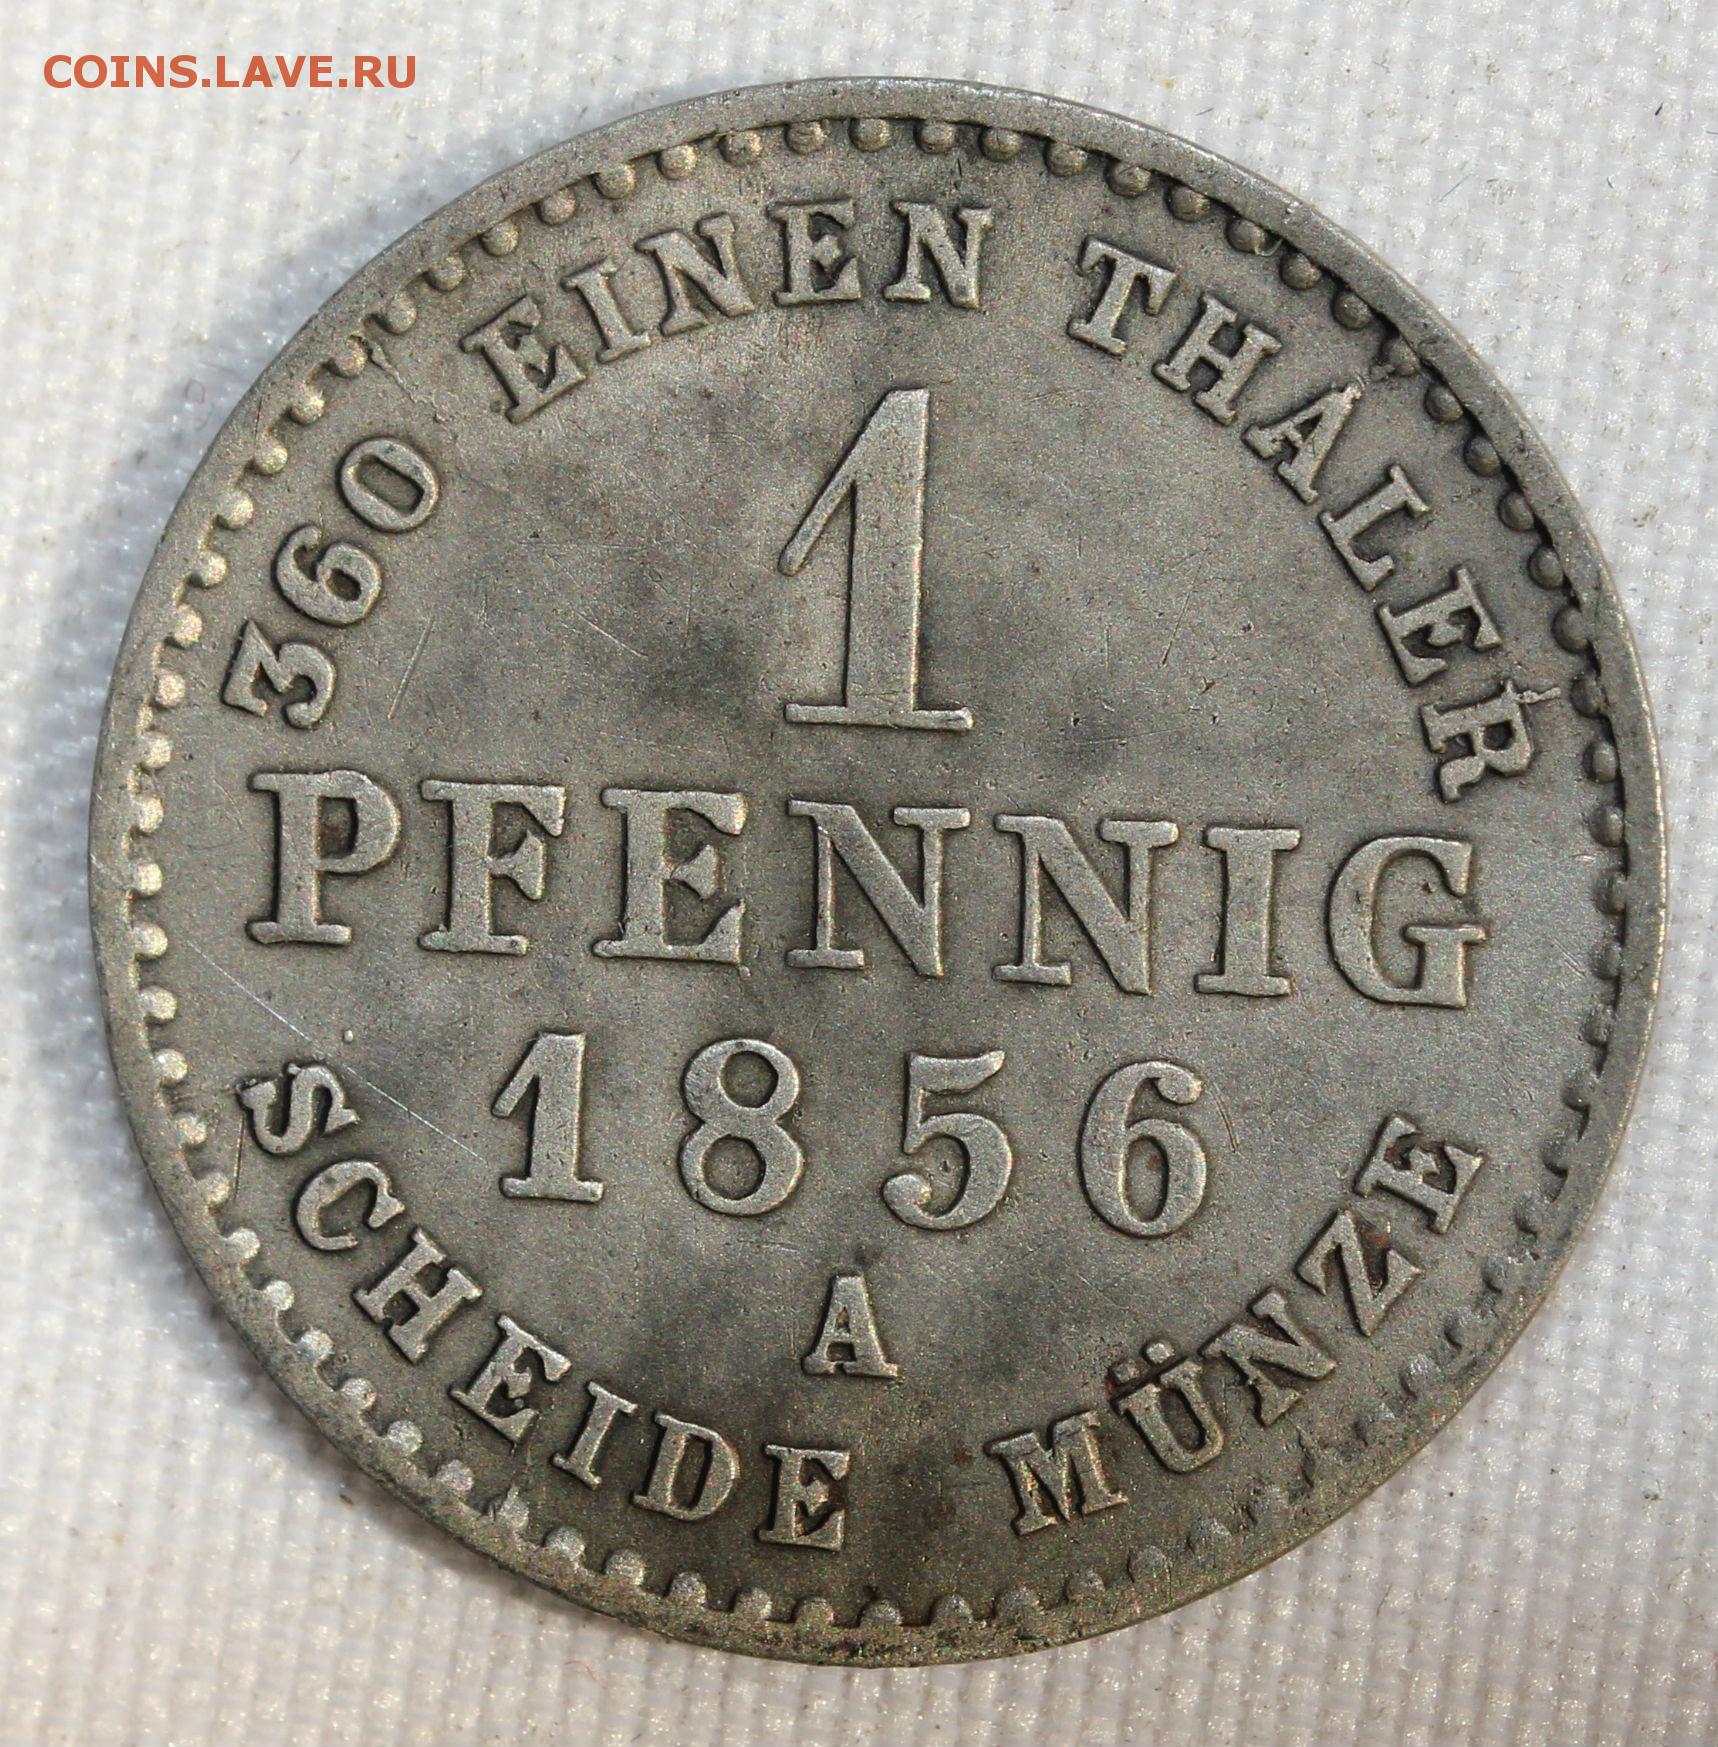 COINS.LAVE.RU
360 EINEN THALER
1
PFENNIG
1856
A
SCHEIDE MÜNZE